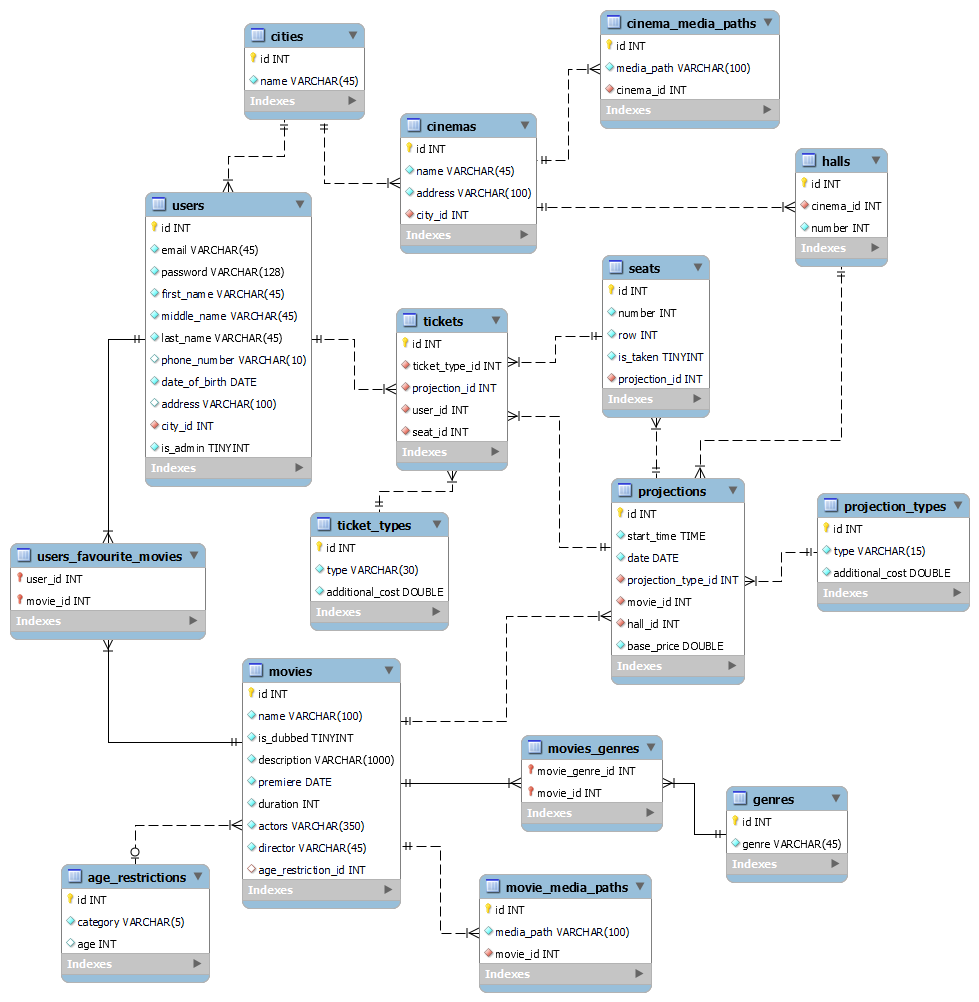 cities
id INT
name VARCHAR(45)
Indexes
cinema_media_paths
id INT
media_path VARCHAR(100)
cinema_id INT
Indexes
cinemas
id INT
name VARCHAR(45)
address VARCHAR(100)
city_id INT
Indexes
halls
id INT
cinema_id INT
number INT
Indexes
users
id INT
email VARCHAR(45)
password VARCHAR(128)
first_name VARCHAR(45)
middle_name VARCHAR(45)
last_name VARCHAR(45)
phone_number VARCHAR(10)
date_of_birth DATE
address VARCHAR(100)
city_id INT
is_admin TINYINT
Indexes
seats
id INT
number INT
row INT
is_taken TINYINT
projection_id INT
Indexes
tickets
id INT
ticket_type_id INT
projection_id INT
user_id INT
seat_id INT
Indexes
projections
id INT
start_time TIME
date DATE
projection_type_id INT
movie_id INT
hall_id INT
base_price DOUBLE
Indexes
projection_types
id INT
type VARCHAR(15)
additional_cost DOUBLE
Indexes
ticket_types
id INT
type VARCHAR(30)
additional_cost DOUBLE
Indexes
users_favourite_movies
user_id INT
movie_id INT
Indexes
movies
id INT
name VARCHAR(100)
is_dubbed TINYINT
description VARCHAR(1000)
premiere DATE
duration INT
actors VARCHAR(350)
director VARCHAR(45)
age_restriction_id INT
Indexes
movies_genres
movie_genre_id INT
movie_id INT
Indexes
genres
id INT
genre VARCHAR(45)
Indexes
age_restrictions
id INT
category VARCHAR(5)
age INT
Indexes
movie_media_paths
id INT
media_path VARCHAR(100)
movie_id INT
Indexes